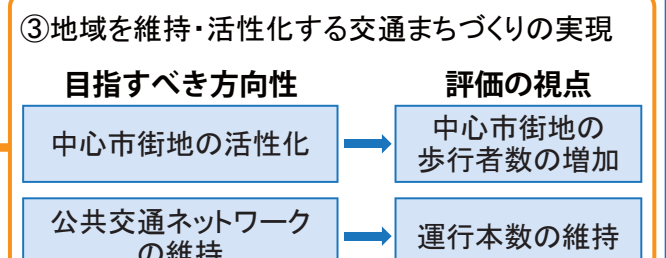 ③地域を維持・活性化する交通まちづくりの実現
目指すべき方向性 評価の視点
中心市街地の活性化
中心市街地の
歩行者数の増加
公共交通ネットワーク
の維持
運行本数の維持